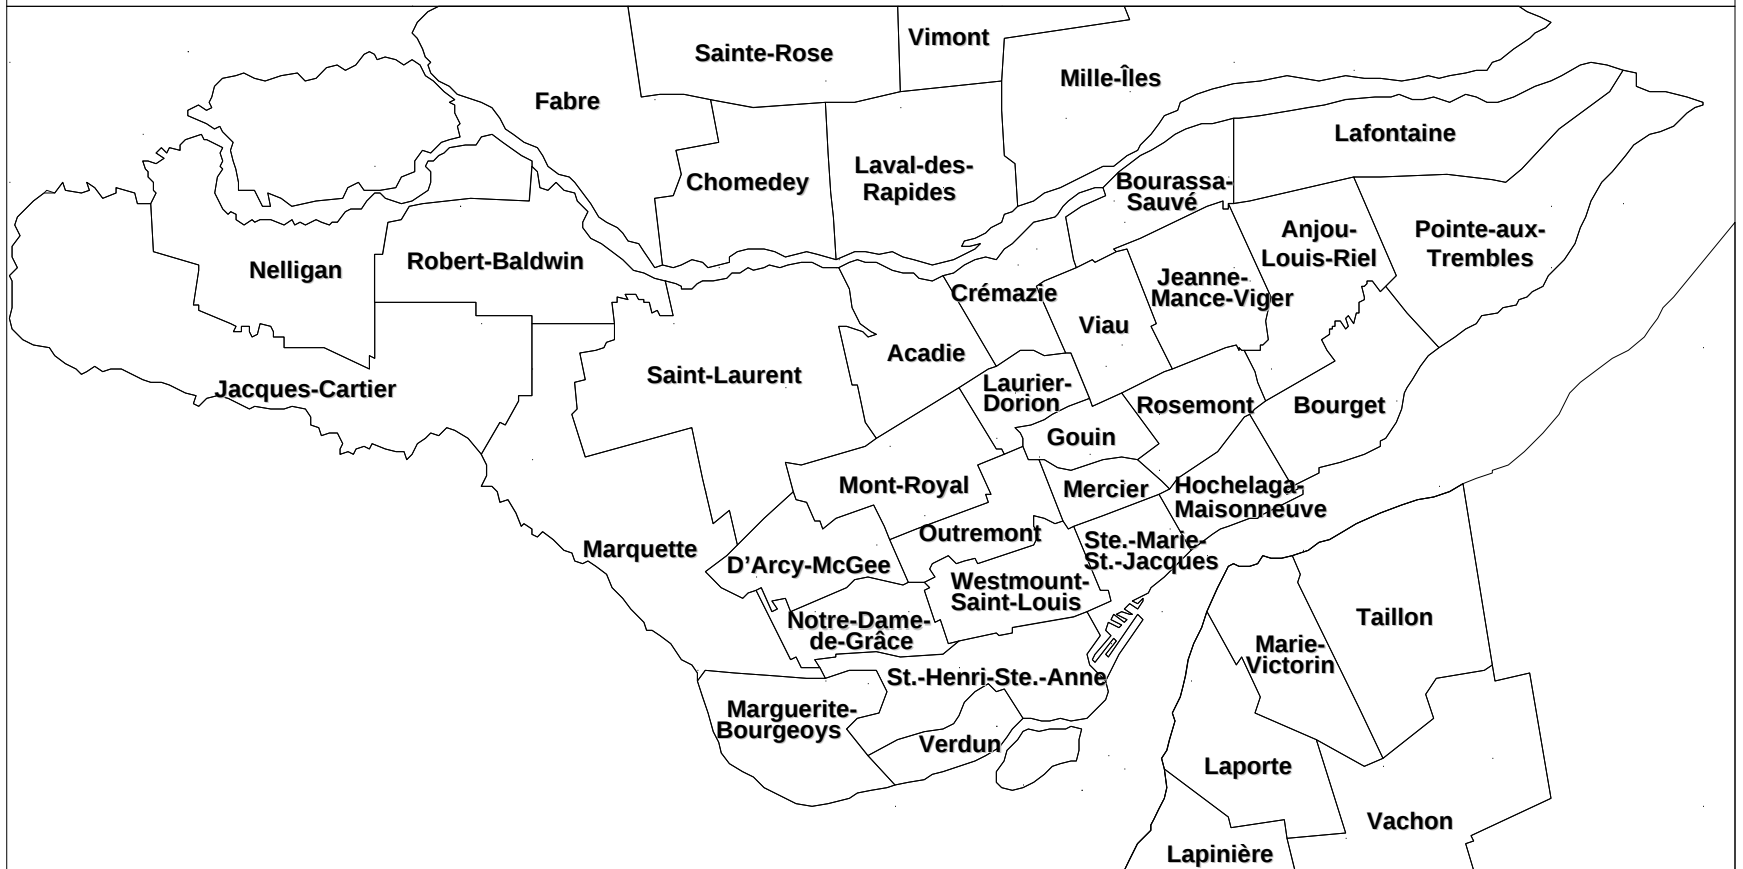 Vimont
Sainte-Rose
Mille-Îles
Fabre
Lafontaine
Laval-des-
Rapides
Chomedey
Bourassa-
Sauvé
Anjou-
Louis-Riel
Pointe-aux-
Trembles
Nelligan
Robert-Baldwin
Jeanne-
Mance-Viger
Crémazie
Viau
Acadie
Saint-Laurent
Jacques-Cartier
Laurier-
Dorion
Rosemont
Bourget
Gouin
Mont-Royal
Mercier
Hochelaga-
Maisonneuve
Outremont
Ste.-Marie-
St.-Jacques
Marquette
D’Arcy-McGee
Westmount-
Saint-Louis
Notre-Dame-
de-Grâce
Taillon
Marie-
Victorin
St.-Henri-Ste.-Anne
Marguerite-
Bourgeoys
Verdun
Laporte
Vachon
Lapinière